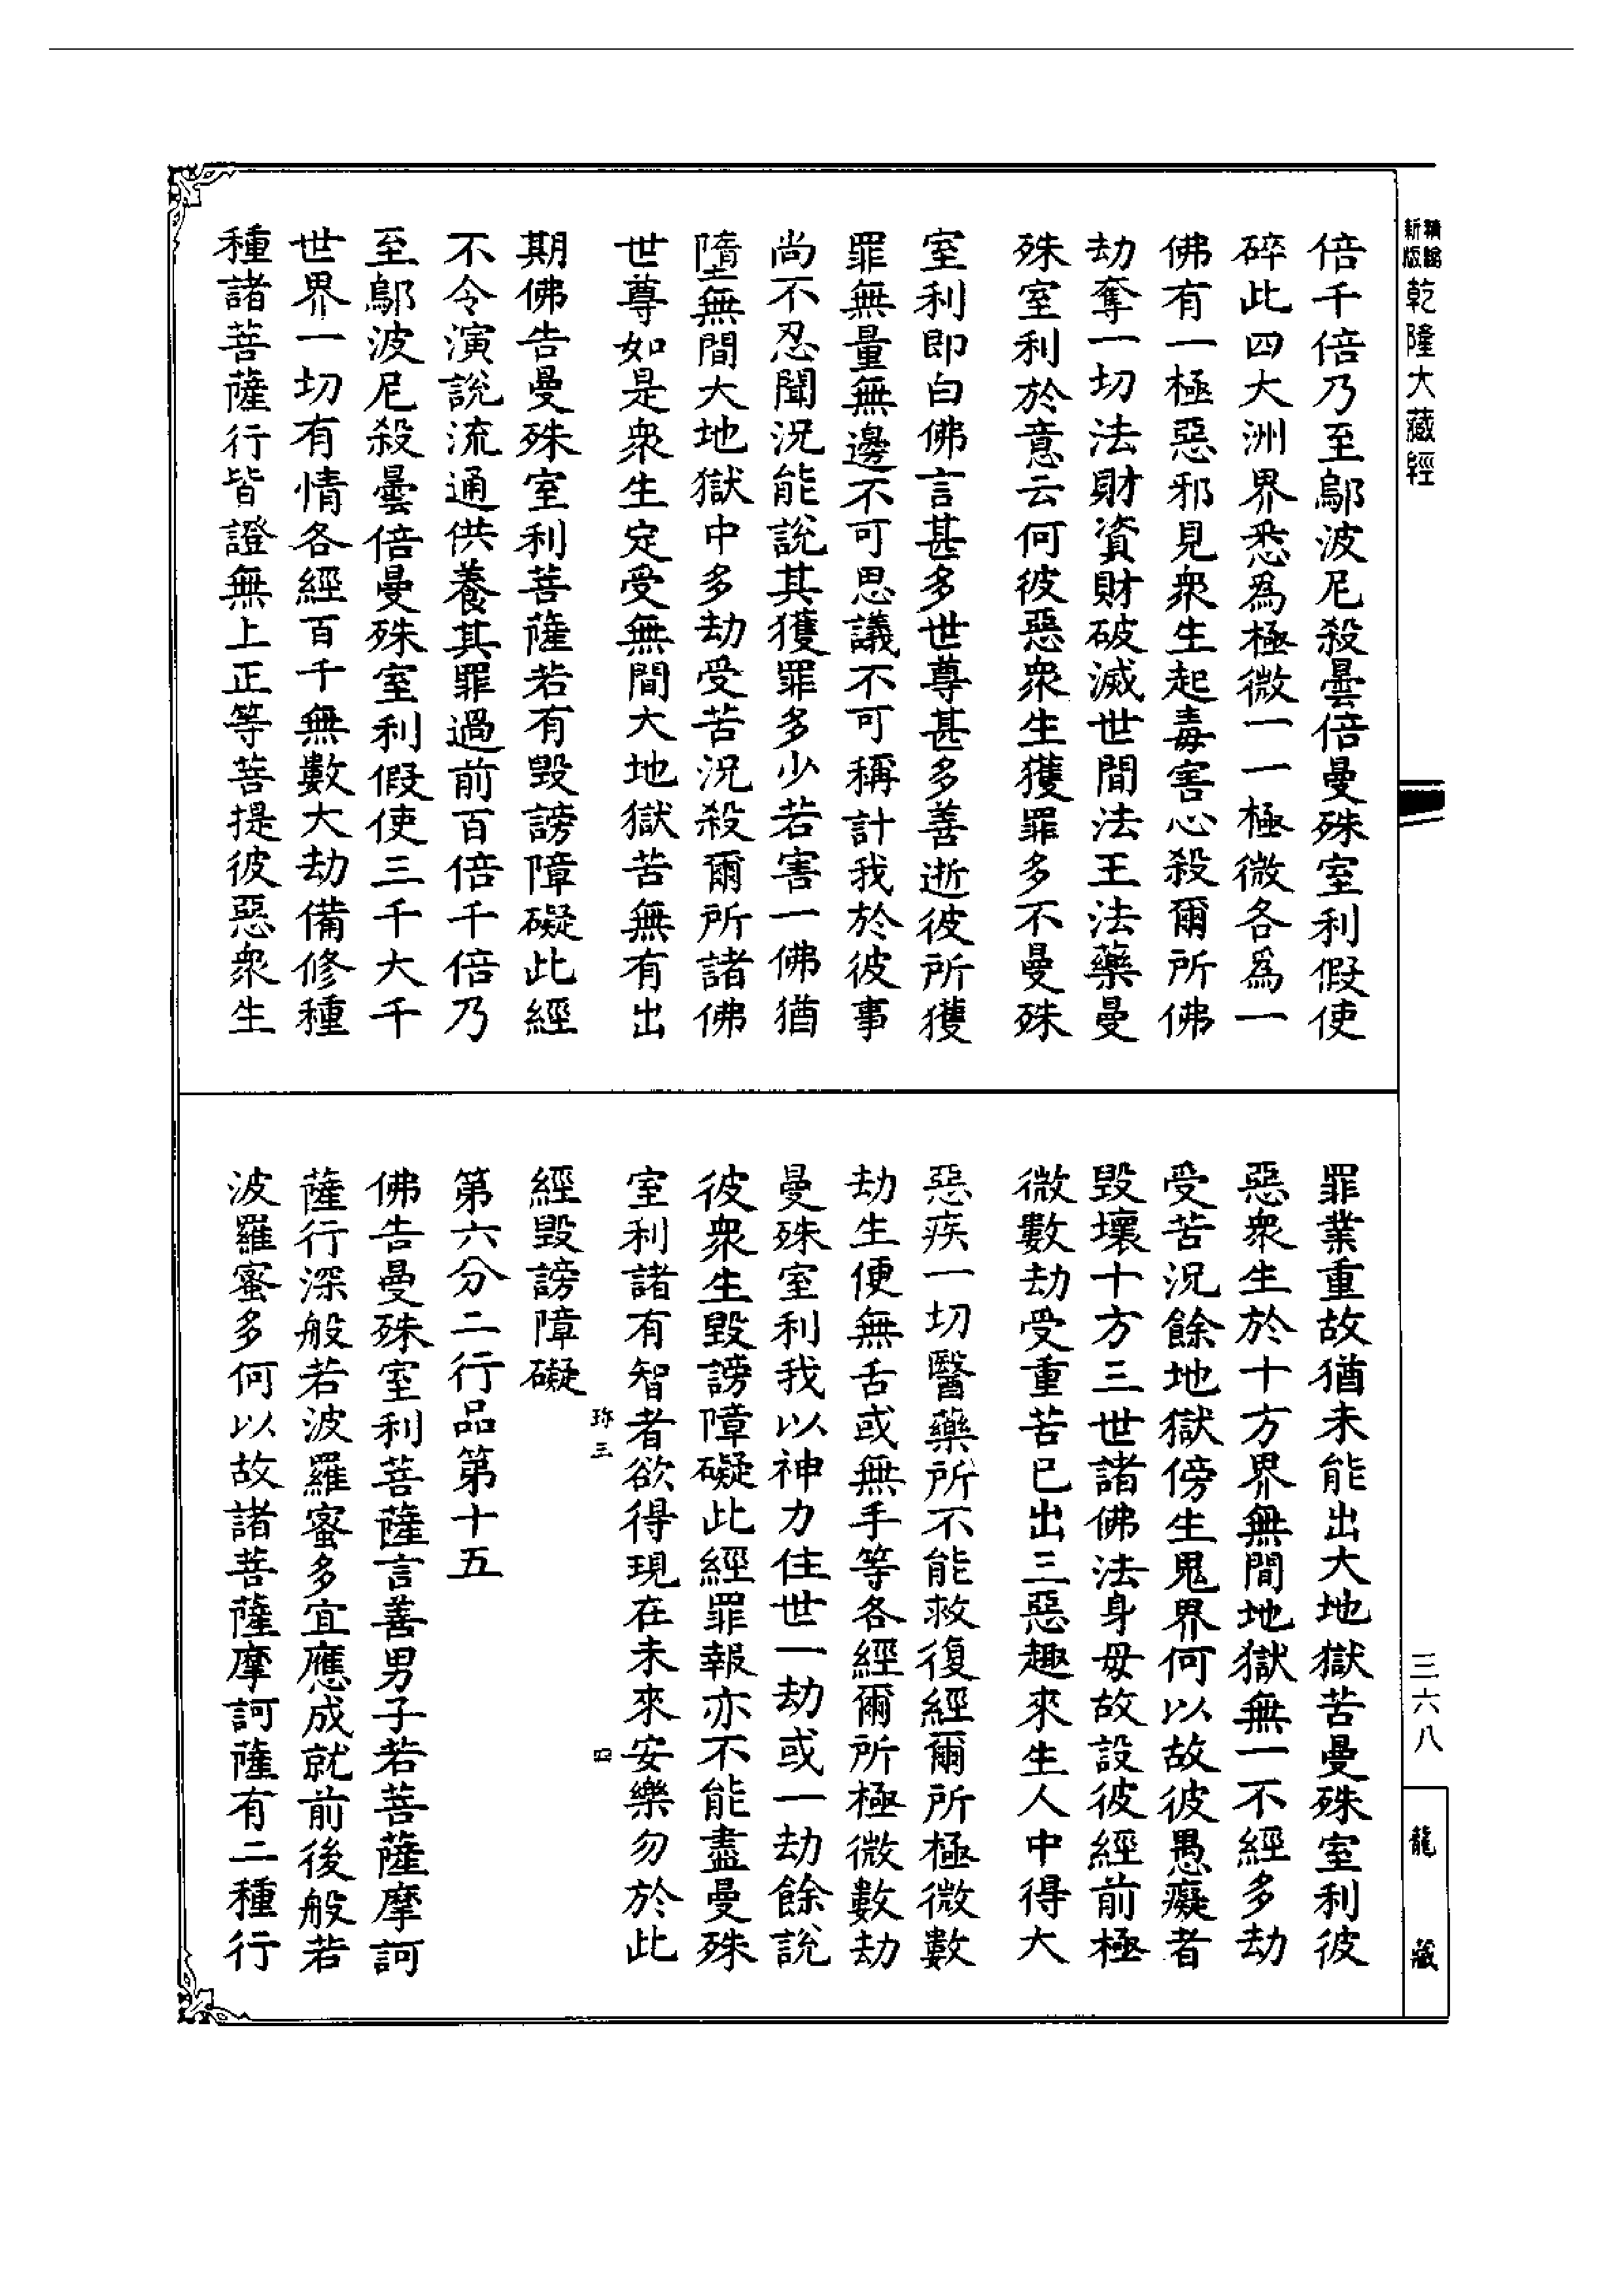 新版精縮乾隆大藏經
倍千倍乃至鄔波尼殺曇倍曼殊室利假使
碎此四大洲界悉為極微一一極微各為一
佛有一極惡邪見衆生起毒害心殺爾所佛
劫奪一切法財資財破滅世間法王法藥曼
殊室利於意云何彼惡衆生獲罪多不曼殊
室利即白佛言甚多世尊甚多善逝彼所獲
罪無量無邊不可思議不可稱計我於彼事
尚不忍聞況能說其獲罪多少若害一佛猶
墮無間大地獄中多劫受苦況殺爾所諸佛
世尊如是衆生定受無間大地獄苦無有出
期佛告曼殊室利菩薩若有毀謗障礙此經
不令演說流通供養其罪過前百倍千倍乃
至鄔波尼殺曇倍曼殊室利假使三千大千
世界一切有情各經百千無數大劫備修種
種諸菩薩行皆證無上正等菩提彼惡衆生
罪業重故猶未能出大地獄苦曼殊室利彼
惡衆生於十方界無間地獄無一不經多劫
受苦況餘地獄傍生鬼界何以故彼愚癡者
毀壞十方三世諸佛法身母故設彼經前極
微數劫受重苦已出三惡趣來生人中得大
惡疾一切醫藥所不能救復經爾所極微數
劫生便無舌或無手等各經爾所極微數劫
曼殊室利我以神力住世一劫或一劫餘說
彼衆生毀謗障礙此經罪報亦不能盡曼殊
室利諸有智者欲得現在未來安樂勿於此
珍三 四
經毀謗障礙
第六分二行品第十五
佛告曼殊室利菩薩言善男子若菩薩摩訶
薩行深般若波羅蜜多宜應成就前後般若
波羅蜜多何以故諸菩薩摩訶薩有二種行
三六八
龍藏